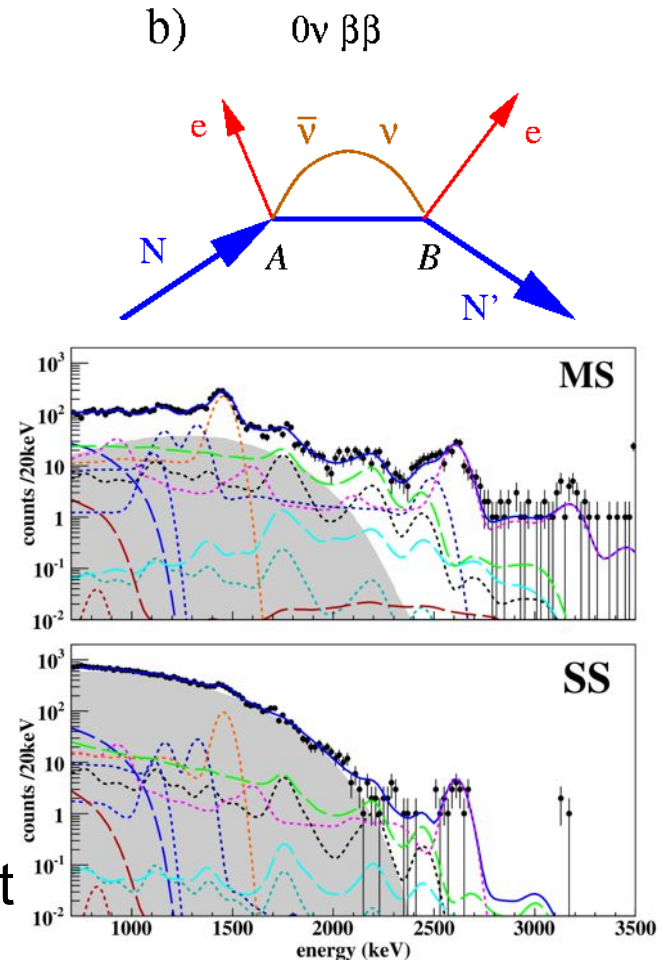 b) 0ν ββ
e ν̅ ν e
N A B N'
MS
counts /20keV
10³
10²
10
1
10⁻¹
10⁻²
SS
counts /20keV
10³
10²
10
1
10⁻¹
10⁻²
t
1000 1500 2000 2500 3000 3500
energy (keV)